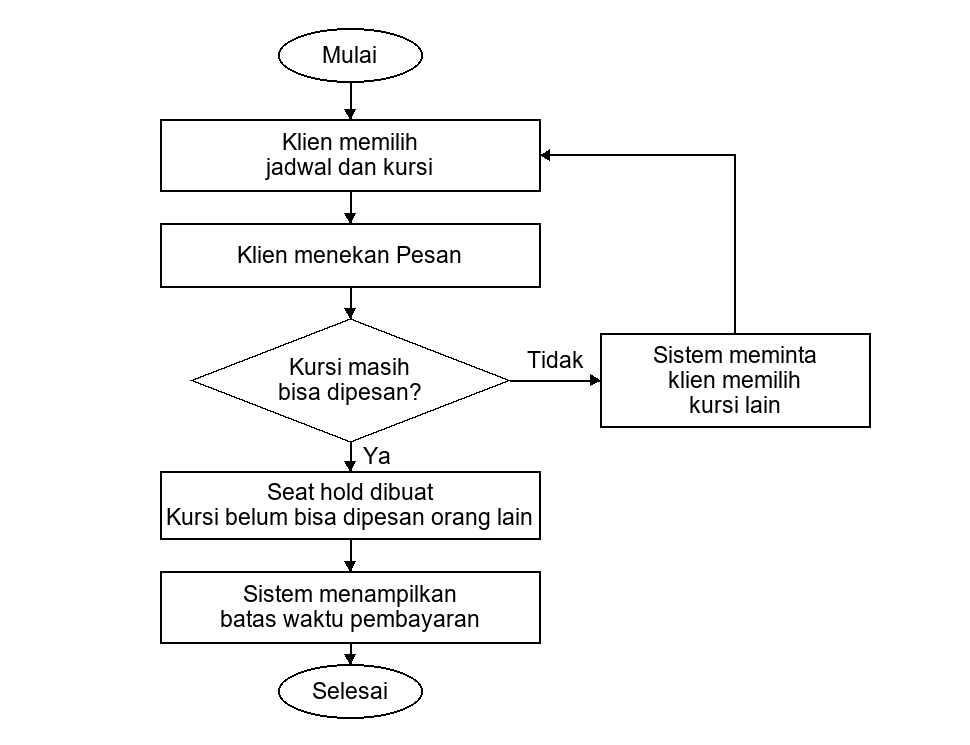 Mulai
Klien memilih
jadwal dan kursi
Klien menekan Pesan
Kursi masih
bisa dipesan?
Tidak
Sistem meminta
klien memilih
kursi lain
Ya
Seat hold dibuat
Kursi belum bisa dipesan orang lain
Sistem menampilkan
batas waktu pembayaran
Selesai